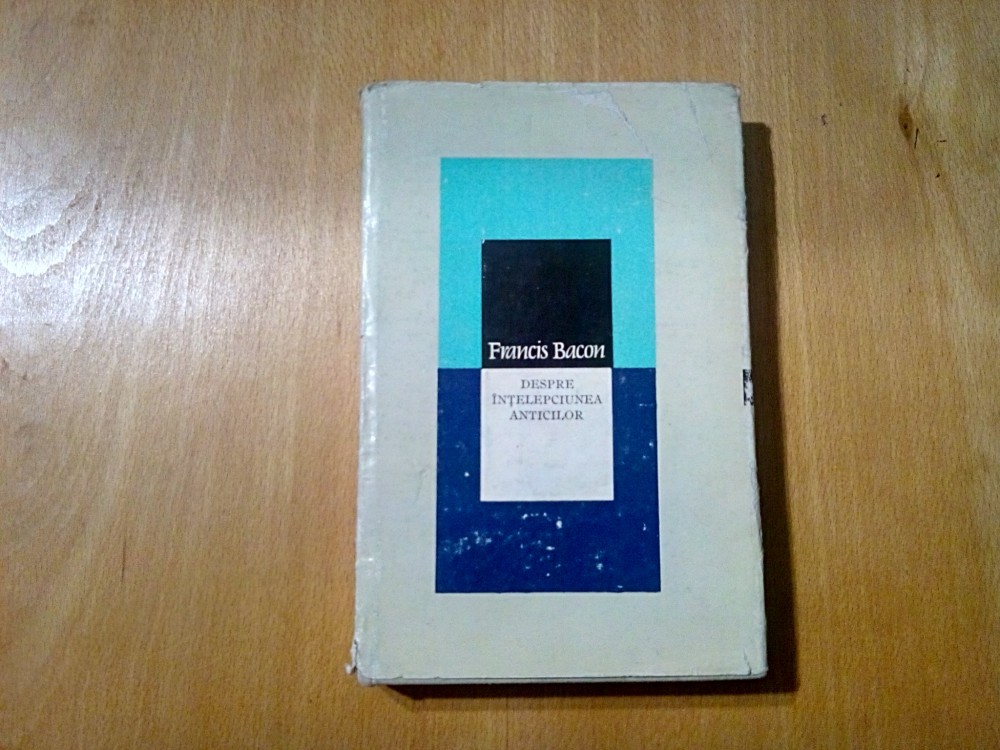 Francis Bacon
DESPRE
ÎNȚELEPCIUNEA
ANTICILOR